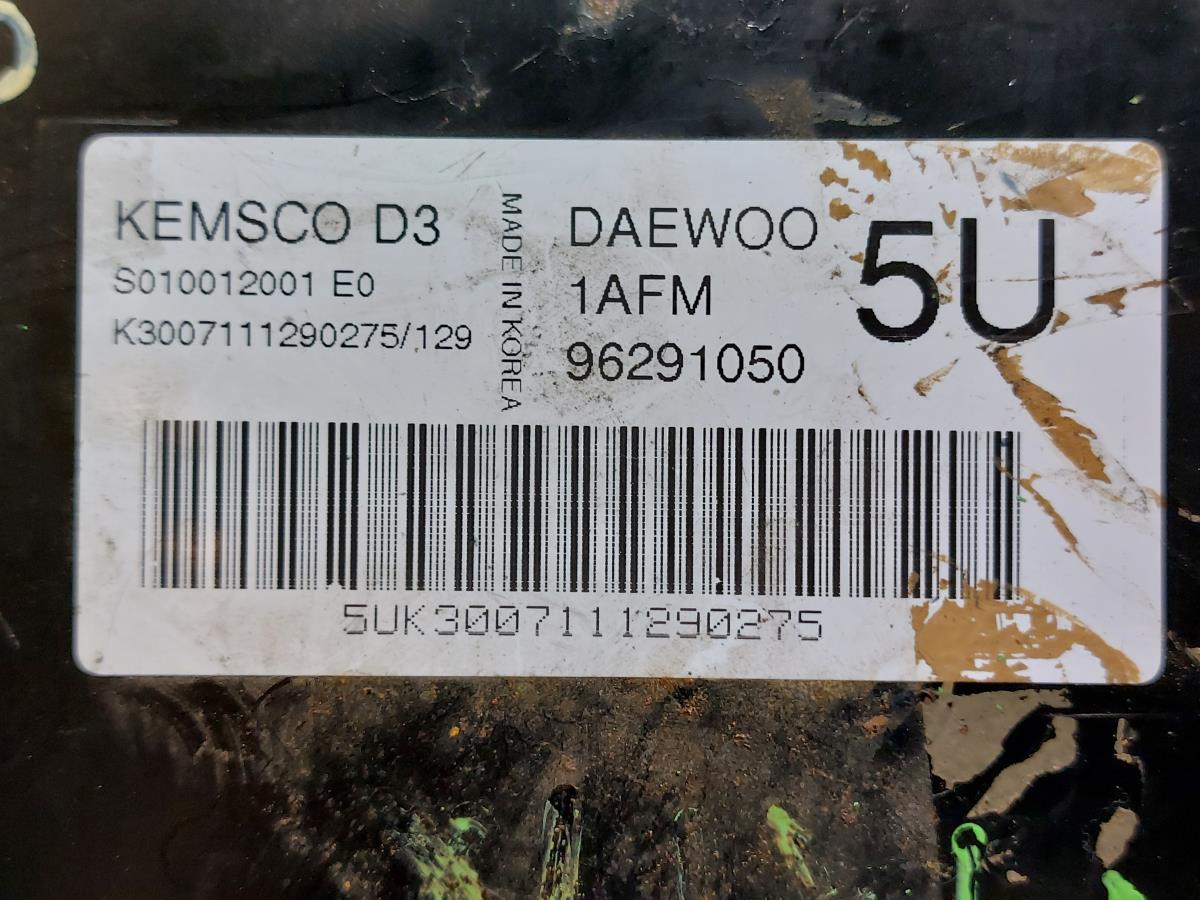 KEMSCO D3
S010012001 E0
K3007111290275/129
MADE IN KOREA
DAEWOO
1AFM
96291050
5U
5UK3007111290275